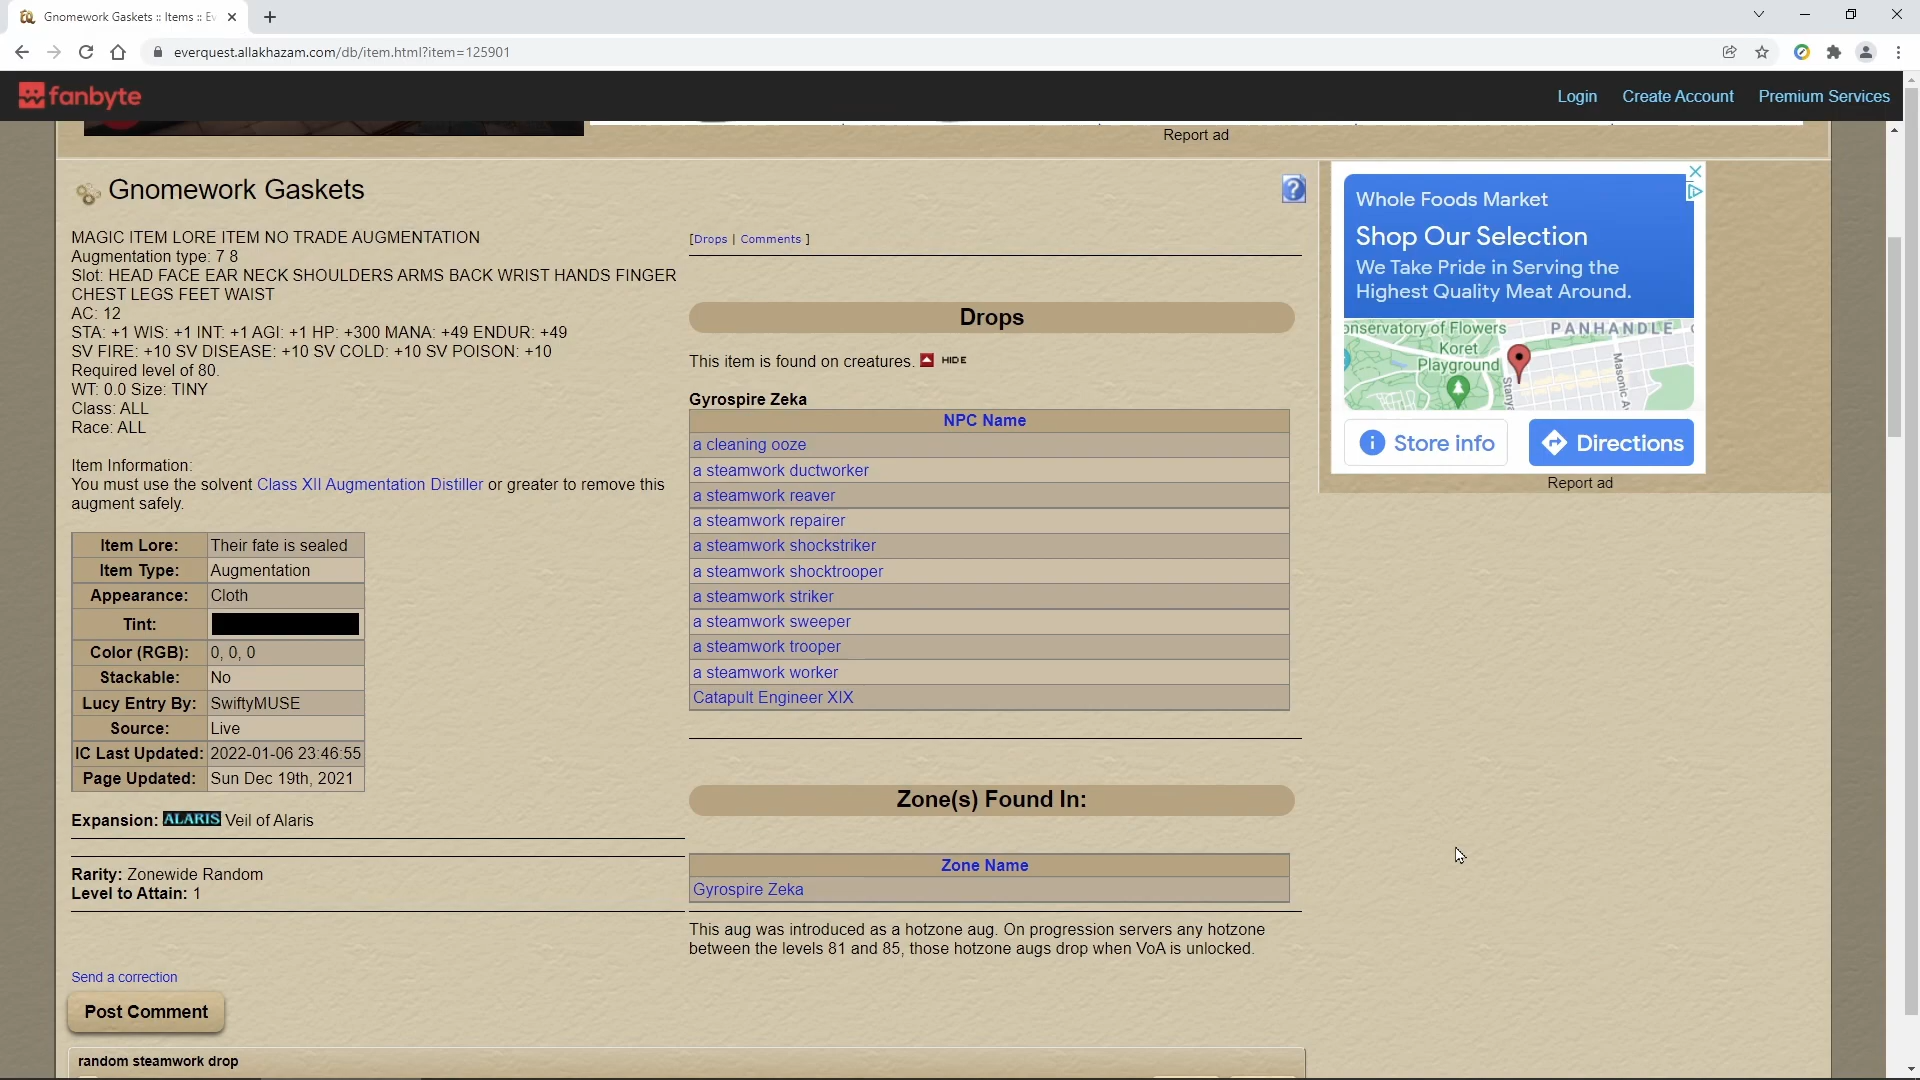 Gnomework Gaskets :: Items :: Ev
everquest.allakhazam.com/db/item.html?item=125901
fanbyte
Login Create Account Premium Services
Report ad
Gnomework Gaskets
MAGIC ITEM LORE ITEM NO TRADE AUGMENTATION
Augmentation type: 7 8
Slot: HEAD FACE EAR NECK SHOULDERS ARMS BACK WRIST HANDS FINGER
CHEST LEGS FEET WAIST
AC: 12
STA: +1 WIS: +1 INT: +1 AGI: +1 HP: +300 MANA: +49 ENDUR: +49
SV FIRE: +10 SV DISEASE: +10 SV COLD: +10 SV POISON: +10
Required level of 80.
WT: 0.0 Size: TINY
Class: ALL
Race: ALL
Item Information:
You must use the solvent Class XII Augmentation Distiller or greater to remove this
augment safely.
Item Lore: Their fate is sealed
Item Type: Augmentation
Appearance: Cloth
Tint:
Color (RGB): 0, 0, 0
Stackable: No
Lucy Entry By: SwiftyMUSE
Source: Live
IC Last Updated: 2022-01-06 23:46:55
Page Updated: Sun Dec 19th, 2021
Expansion: ALARIS Veil of Alaris
Rarity: Zonewide Random
Level to Attain: 1
Send a correction
Post Comment
random steamwork drop
[Drops | Comments ]
Drops
This item is found on creatures. HIDE
Gyrospire Zeka
NPC Name
a cleaning ooze
a steamwork ductworker
a steamwork reaver
a steamwork repairer
a steamwork shockstriker
a steamwork shocktrooper
a steamwork striker
a steamwork sweeper
a steamwork trooper
a steamwork worker
Catapult Engineer XIX
Zone(s) Found In:
Zone Name
Gyrospire Zeka
This aug was introduced as a hotzone aug. On progression servers any hotzone
between the levels 81 and 85, those hotzone augs drop when VoA is unlocked.
Whole Foods Market
Shop Our Selection
We Take Pride in Serving the
Highest Quality Meat Around.
onservatory of Flowers
PANHANDLE
Koret
Playground
Masonic A
Stanya
Store info
Directions
Report ad